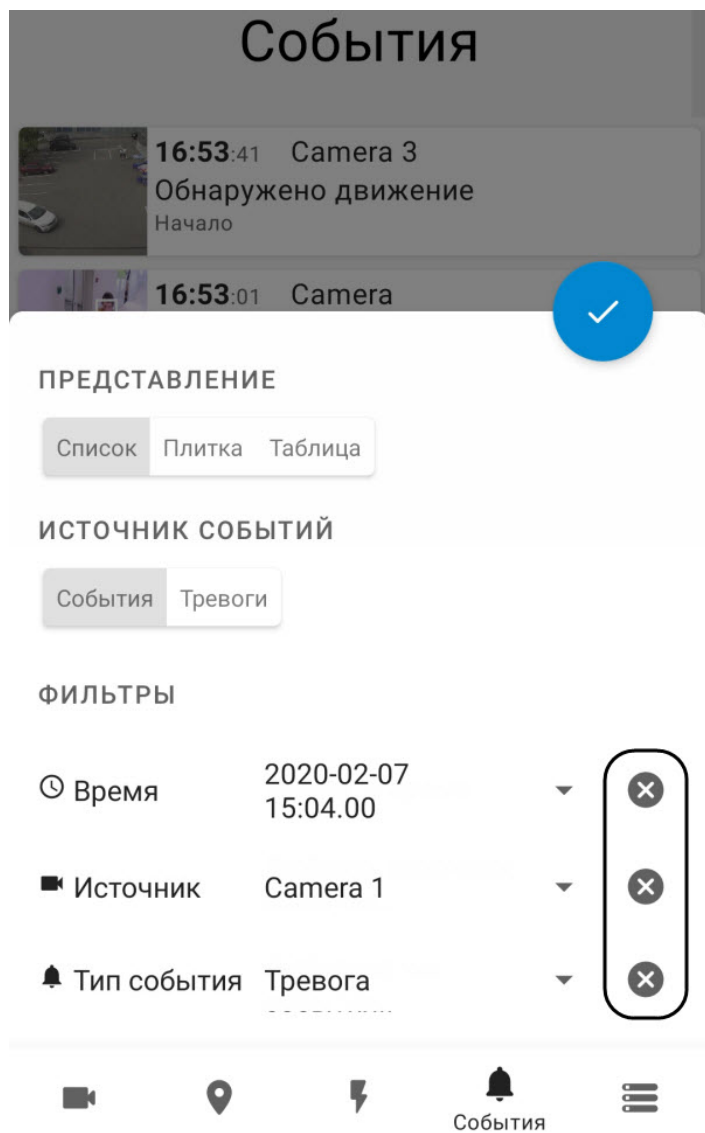 События
16:53:41 Camera 3
Обнаружено движение
Начало
16:53:01 Camera
ПРЕДСТАВЛЕНИЕ
Список Плитка Таблица
ИСТОЧНИК СОБЫТИЙ
События Тревоги
ФИЛЬТРЫ
Время 2020-02-07
15:04.00
Источник Camera 1
Тип события Тревога
События